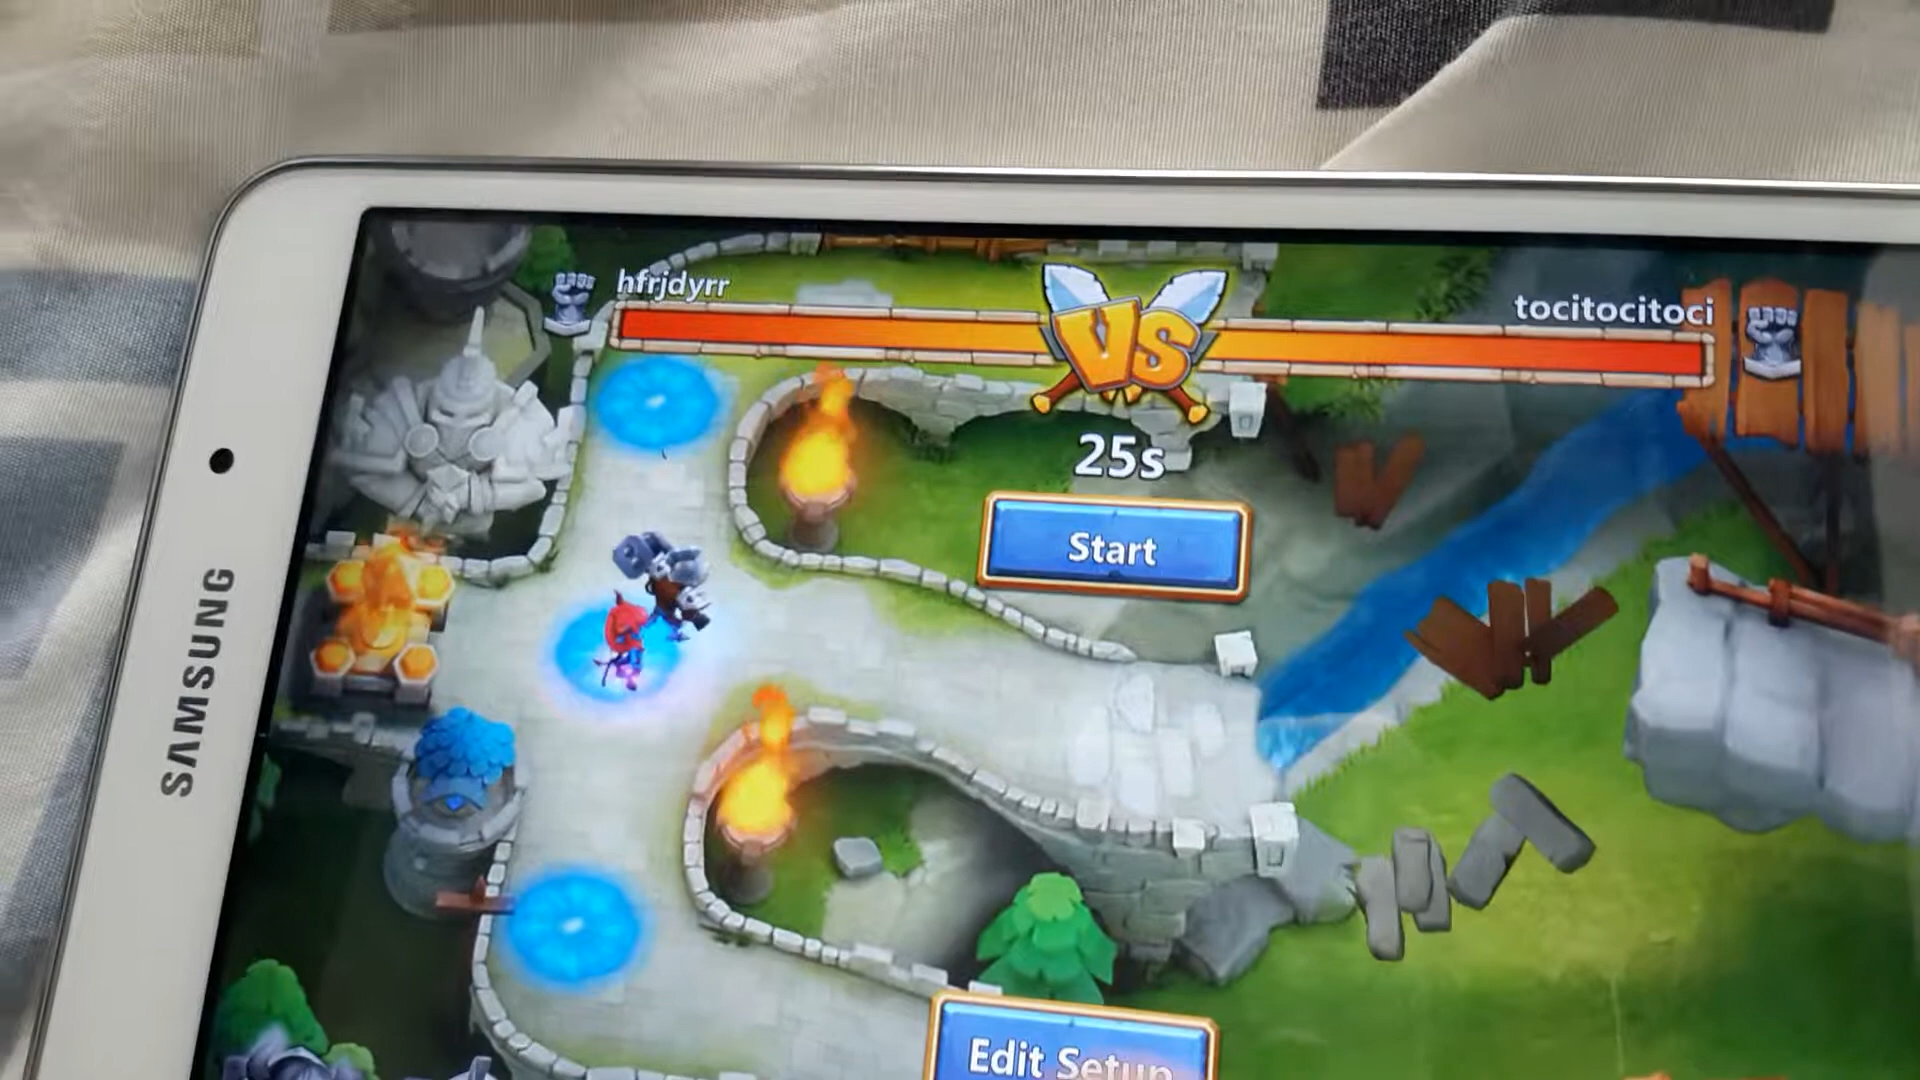 hfrjdyrr
VS
tocitocitoci
25s
Start
SAMSUNG
Edit Setup